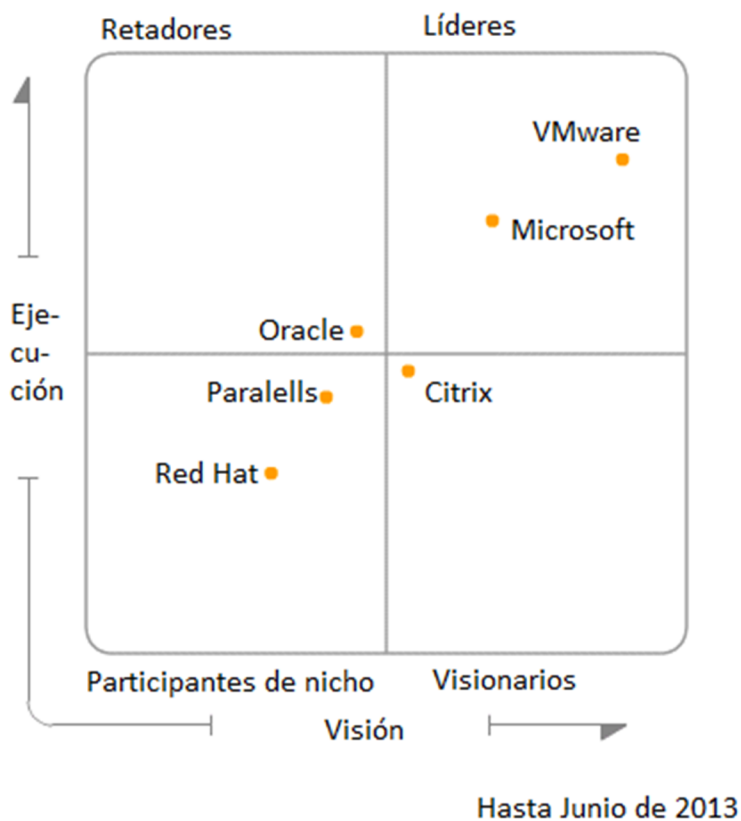 Retadores
Líderes
VMware
Microsoft
Eje-
cu-
ción
Oracle
Paralells
Citrix
Red Hat
Participantes de nicho
Visionarios
Visión
Hasta Junio de 2013